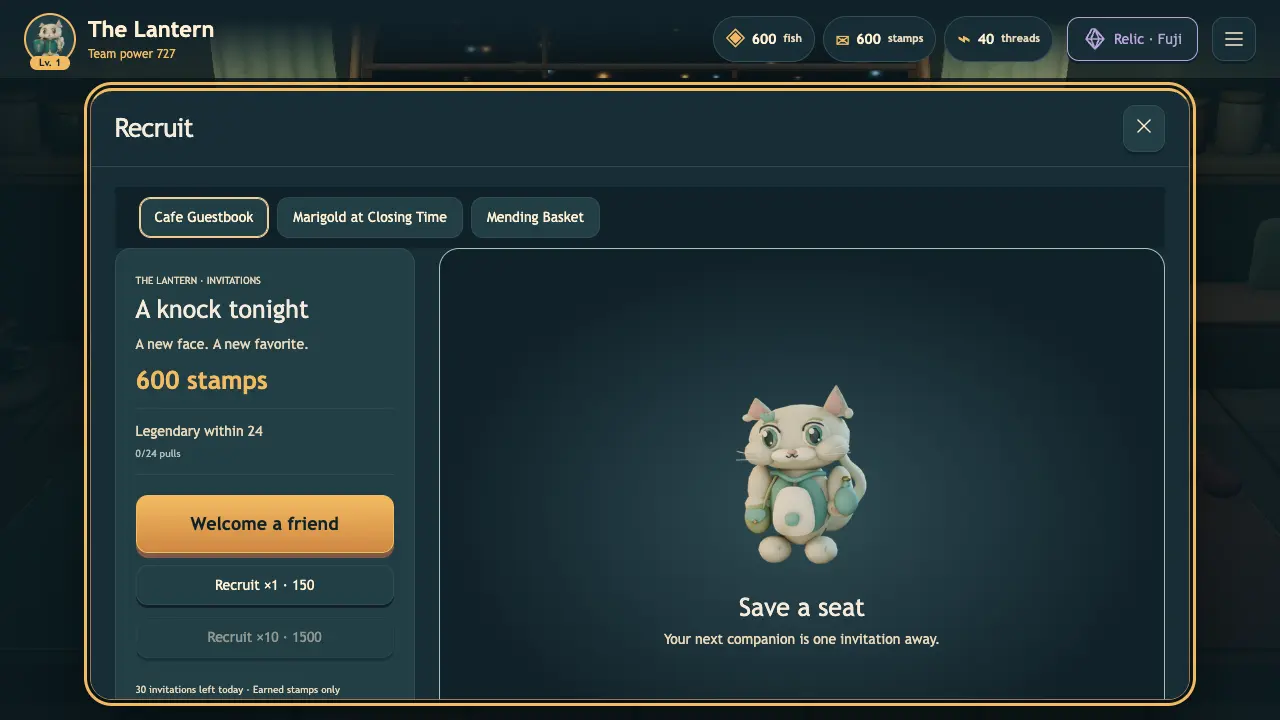 The Lantern
Team power 727
Lv. 1
600 fish
600 stamps
40 threads
Relic · Fuji
Recruit
Cafe Guestbook
Marigold at Closing Time
Mending Basket
THE LANTERN · INVITATIONS
A knock tonight
A new face. A new favorite.
600 stamps
Legendary within 24
0/24 pulls
Welcome a friend
Recruit ×1 · 150
Recruit ×10 · 1500
30 invitations left today · Earned stamps only
Save a seat
Your next companion is one invitation away.